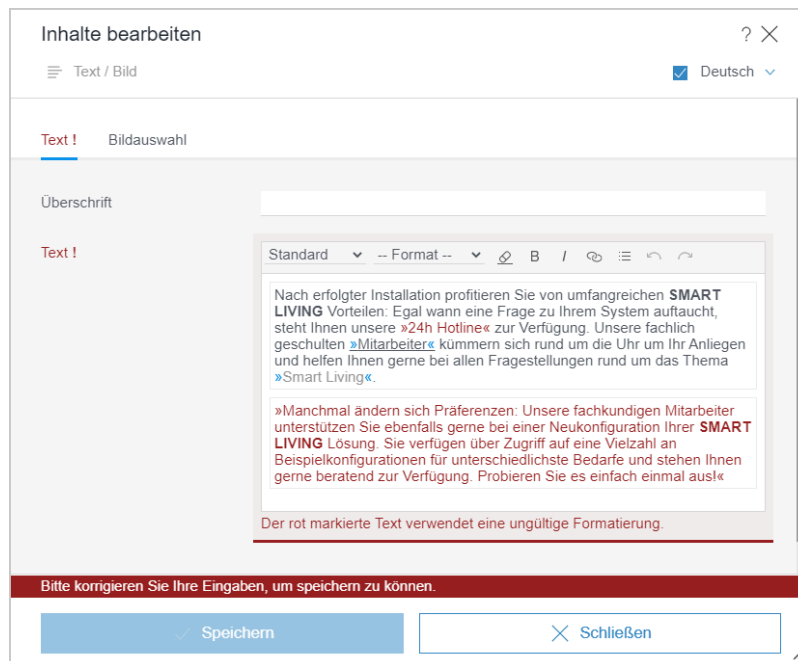 Inhalte bearbeiten
?
Text / Bild
Deutsch
Text !
Bildauswahl
Überschrift
Text !
Standard
-- Format --
B
I
Nach erfolgter Installation profitieren Sie von umfangreichen SMART
LIVING Vorteilen: Egal wann eine Frage zu Ihrem System auftaucht,
steht Ihnen unsere »24h Hotline« zur Verfügung. Unsere fachlich
geschulten »Mitarbeiter« kümmern sich rund um die Uhr um Ihr Anliegen
und helfen Ihnen gerne bei allen Fragestellungen rund um das Thema
»Smart Living«.
»Manchmal ändern sich Präferenzen: Unsere fachkundigen Mitarbeiter
unterstützen Sie ebenfalls gerne bei einer Neukonfiguration Ihrer SMART
LIVING Lösung. Sie verfügen über Zugriff auf eine Vielzahl an
Beispielkonfigurationen für unterschiedlichste Bedarfe und stehen Ihnen
gerne beratend zur Verfügung. Probieren Sie es einfach einmal aus!«
Der rot markierte Text verwendet eine ungültige Formatierung.
Bitte korrigieren Sie Ihre Eingaben, um speichern zu können.
Speichern
Schließen